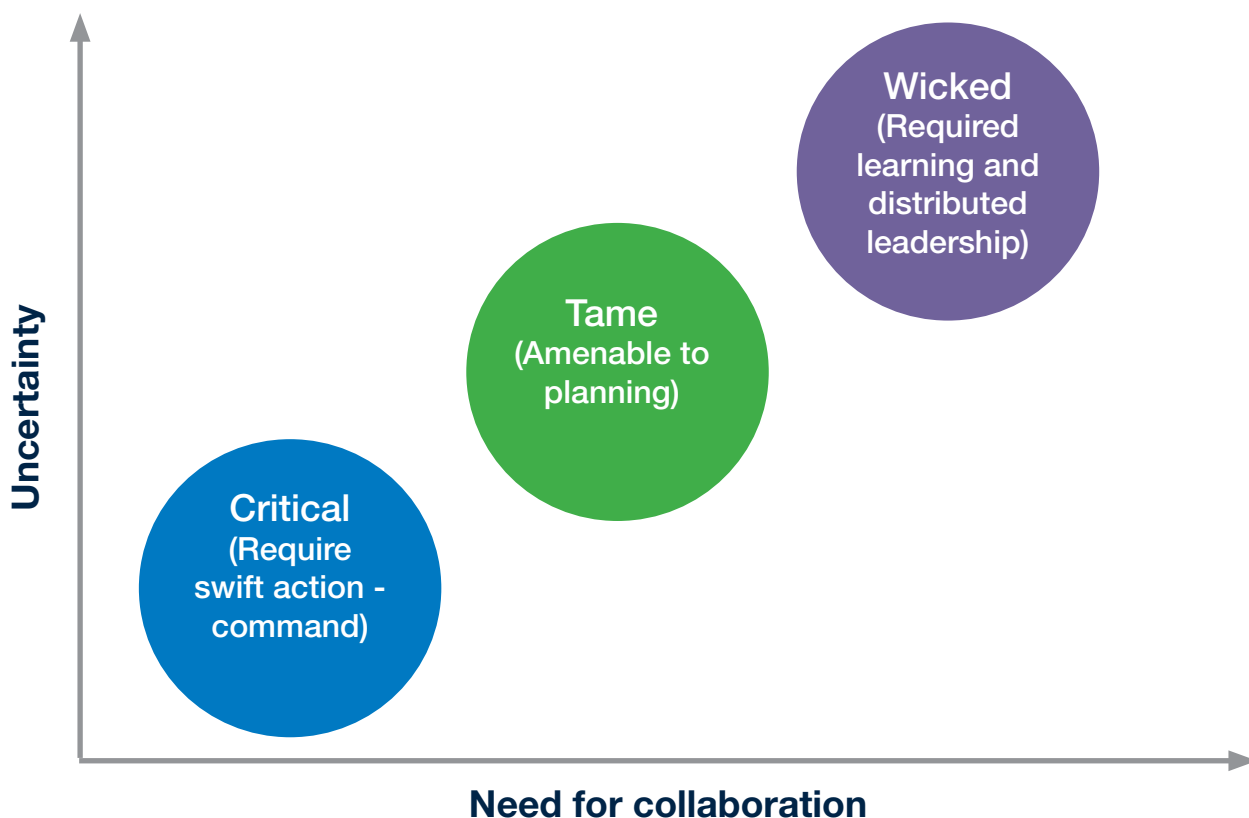 Wicked
(Required
learning and
distributed
leadership)
Tame
(Amenable to
planning)
Critical
(Require
swift action -
command)
Uncertainty
Need for collaboration